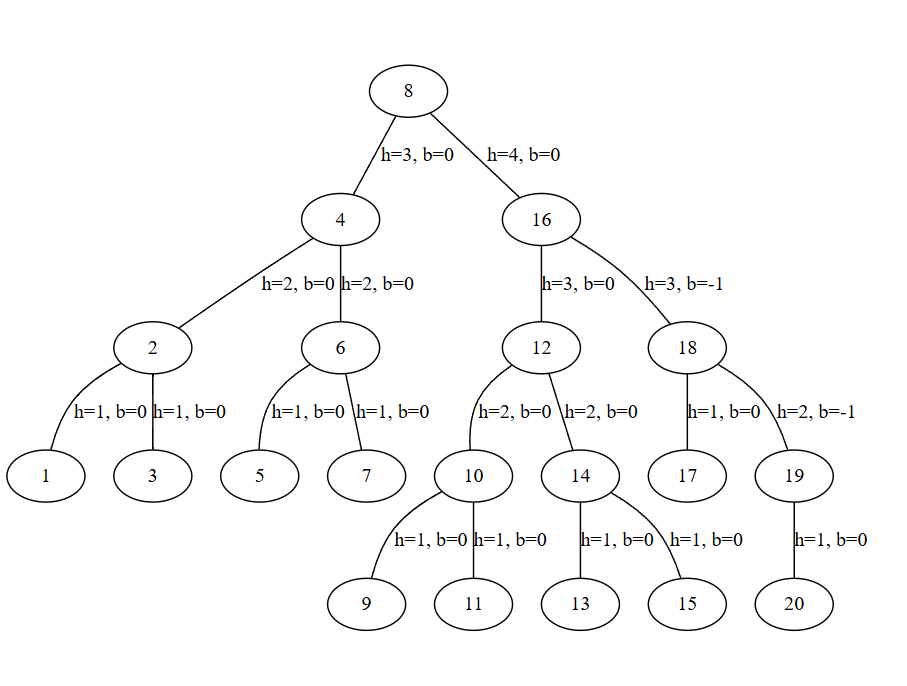 8
h=3, b=0 h=4, b=0
4 16
h=2, b=0 h=2, b=0 h=3, b=0 h=3, b=-1
2 6 12 18
h=1, b=0 h=1, b=0 h=1, b=0 h=1, b=0 h=2, b=0 h=2, b=0 h=1, b=0 h=2, b=-1
1 3 5 7 10 14 17 19
h=1, b=0 h=1, b=0 h=1, b=0 h=1, b=0 h=1, b=0
9 11 13 15 20